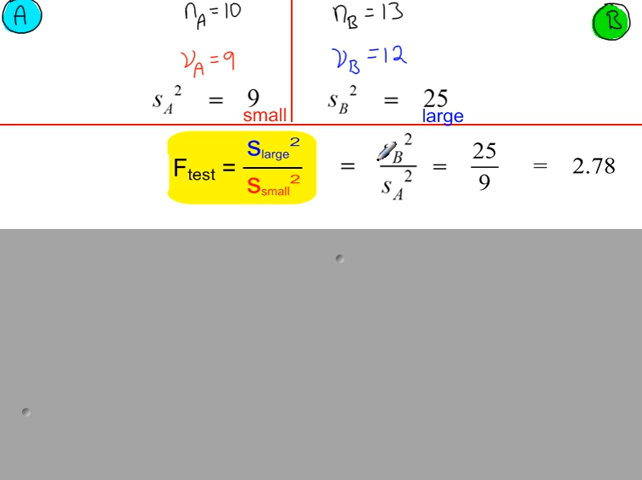 A n_A = 10 n_B = 13 B
ν_A = 9 ν_B = 12
s_A² = 9 s_B² = 25
small large
F_test = s_large² / s_small² = s_B² / s_A² = 25 / 9 = 2.78